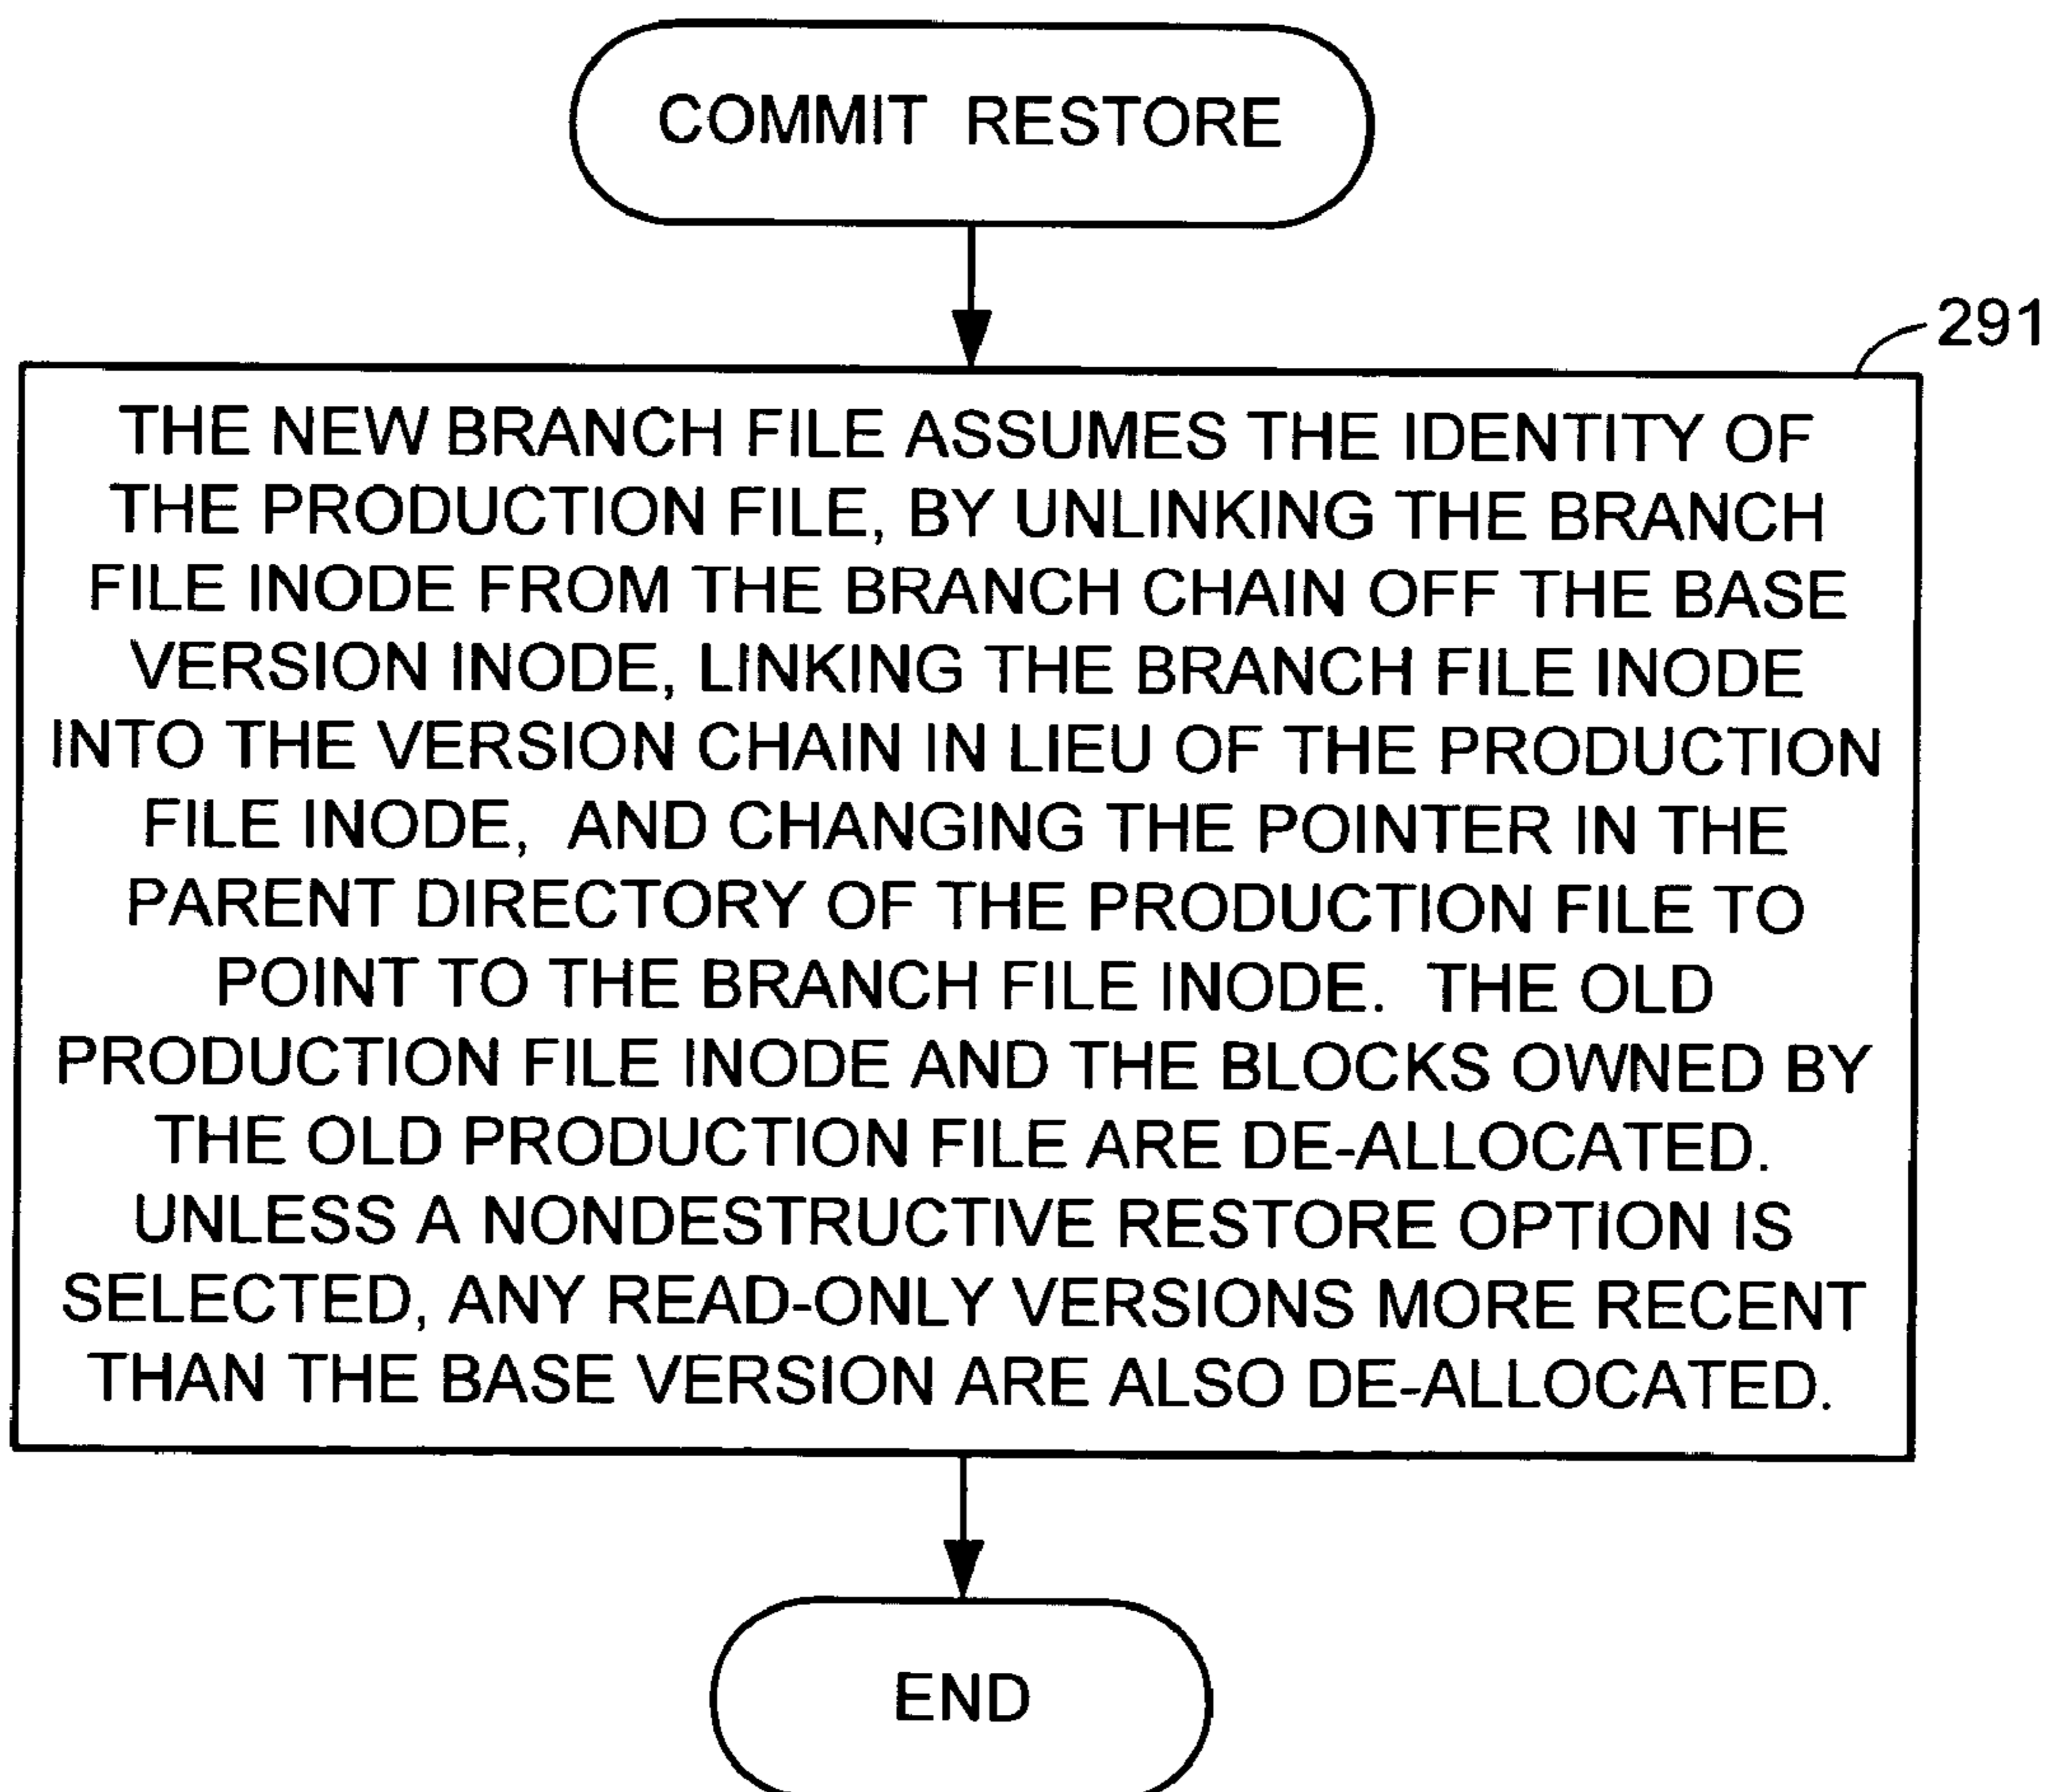 COMMIT RESTORE
291
THE NEW BRANCH FILE ASSUMES THE IDENTITY OF
THE PRODUCTION FILE, BY UNLINKING THE BRANCH
FILE INODE FROM THE BRANCH CHAIN OFF THE BASE
VERSION INODE, LINKING THE BRANCH FILE INODE
INTO THE VERSION CHAIN IN LIEU OF THE PRODUCTION
FILE INODE, AND CHANGING THE POINTER IN THE
PARENT DIRECTORY OF THE PRODUCTION FILE TO
POINT TO THE BRANCH FILE INODE. THE OLD
PRODUCTION FILE INODE AND THE BLOCKS OWNED BY
THE OLD PRODUCTION FILE ARE DE-ALLOCATED.
UNLESS A NONDESTRUCTIVE RESTORE OPTION IS
SELECTED, ANY READ-ONLY VERSIONS MORE RECENT
THAN THE BASE VERSION ARE ALSO DE-ALLOCATED.
END